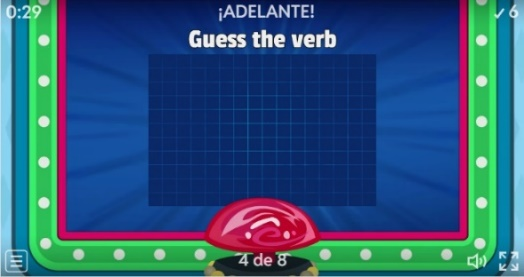 0:29
¡ADELANTE!
✓ 6
Guess the verb
4 de 8